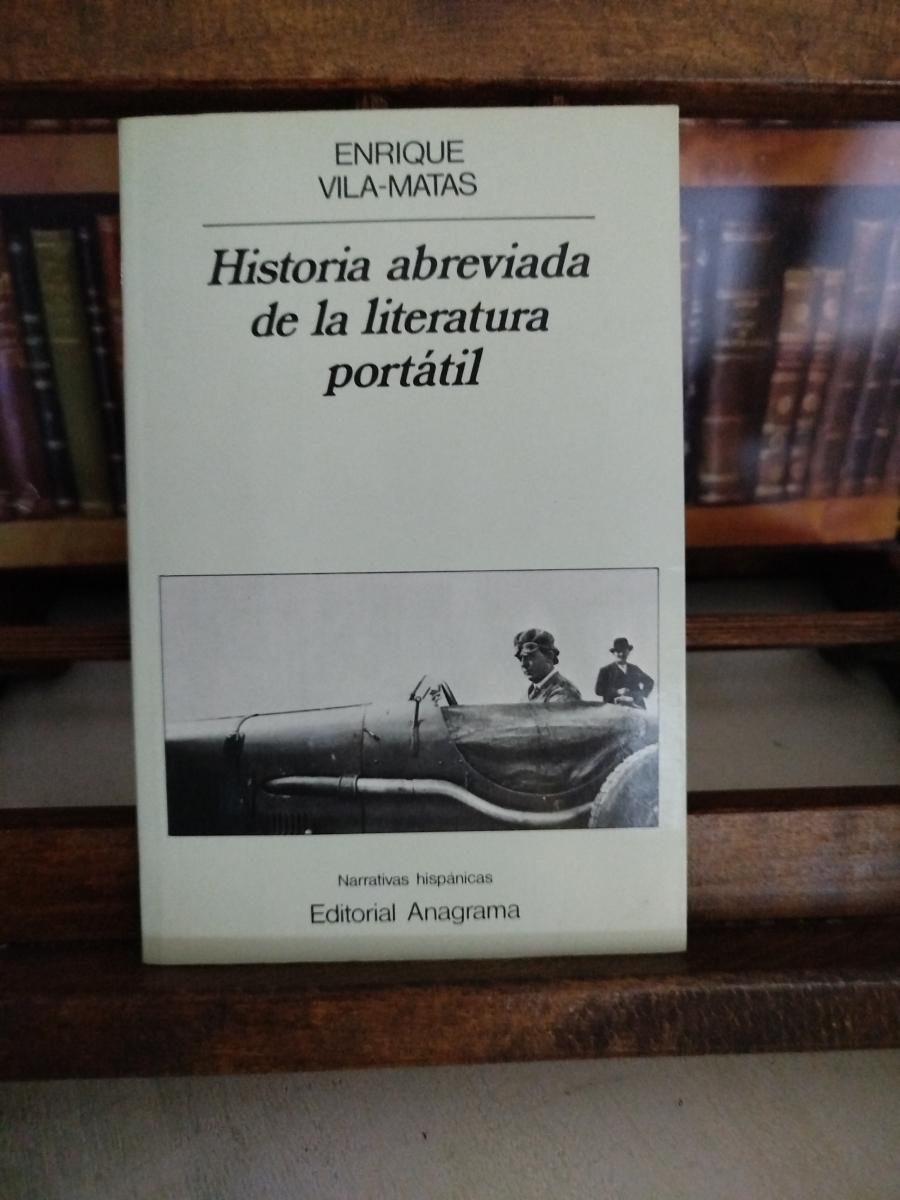 ENRIQUE
VILA-MATAS
Historia abreviada
de la literatura
portátil
Narrativas hispánicas
Editorial Anagrama